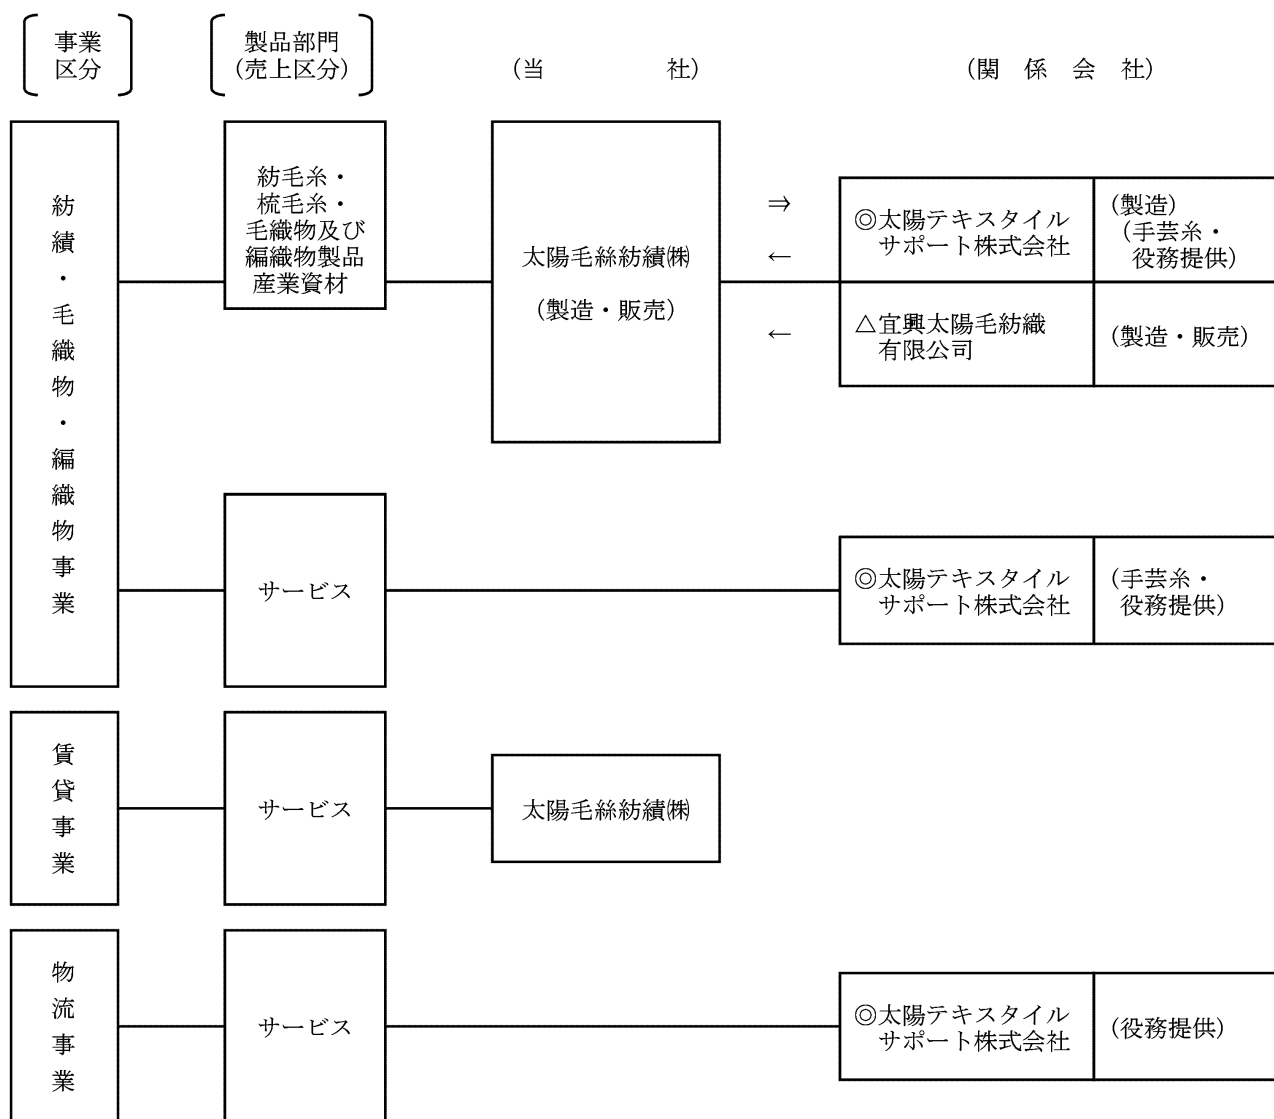 事業
区分
製品部門
(売上区分)
(当　　　　　社)
(関　係　会　社)
紡績・毛織物・編織物事業
紡毛糸・
梳毛糸・
毛織物及び
編織物製品
産業資材
太陽毛絲紡績㈱
(製造・販売)
⇒
←
←
◎太陽テキスタイル
サポート株式会社
(製造)
(手芸糸・
役務提供)
△宜興太陽毛紡織
有限公司
(製造・販売)
サービス
◎太陽テキスタイル
サポート株式会社
(手芸糸・
役務提供)
賃貸事業
サービス
太陽毛絲紡績㈱
物流事業
サービス
◎太陽テキスタイル
サポート株式会社
(役務提供)